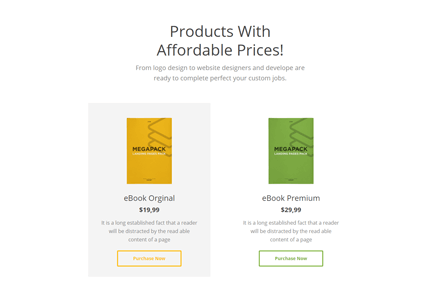 Products With
Affordable Prices!
From logo design to website designers and develope are
ready to complete perfect your custom jobs.
MEGAPACK
eBook Orginal
$19,99
It is a long established fact that a reader
will be distracted by the read able
content of a page
Purchase Now
MEGAPACK
eBook Premium
$29,99
It is a long established fact that a reader
will be distracted by the read able
content of a page
Purchase Now